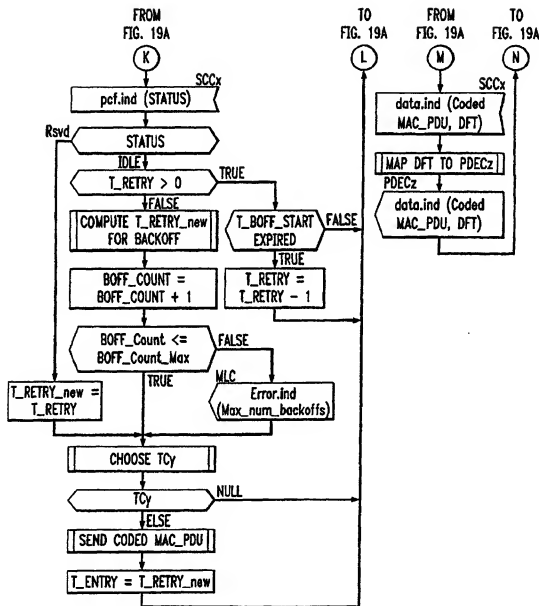 FROM
FIG. 19A
K
SCCx
pcf.ind (STATUS)
Rsvd
STATUS
IDLE
T_RETRY > 0
TRUE
FALSE
COMPUTE T_RETRY_new
FOR BACKOFF
T_BOFF_START
EXPIRED
FALSE
TRUE
BOFF_COUNT =
BOFF_COUNT + 1
T_RETRY =
T_RETRY - 1
BOFF_Count <=
BOFF_Count_Max
FALSE
TRUE
MLC
Error.ind
(Max_num_backoffs)
T_RETRY_new =
T_RETRY
CHOOSE TCy
TCy
NULL
ELSE
SEND CODED MAC_PDU
T_ENTRY = T_RETRY_new
TO
FIG. 19A
L
FROM
FIG. 19A
M
SCCx
data.ind (Coded
MAC_PDU, DFT)
MAP DFT TO PDECz
PDECz
data.ind (Coded
MAC_PDU, DFT)
TO
FIG. 19A
N